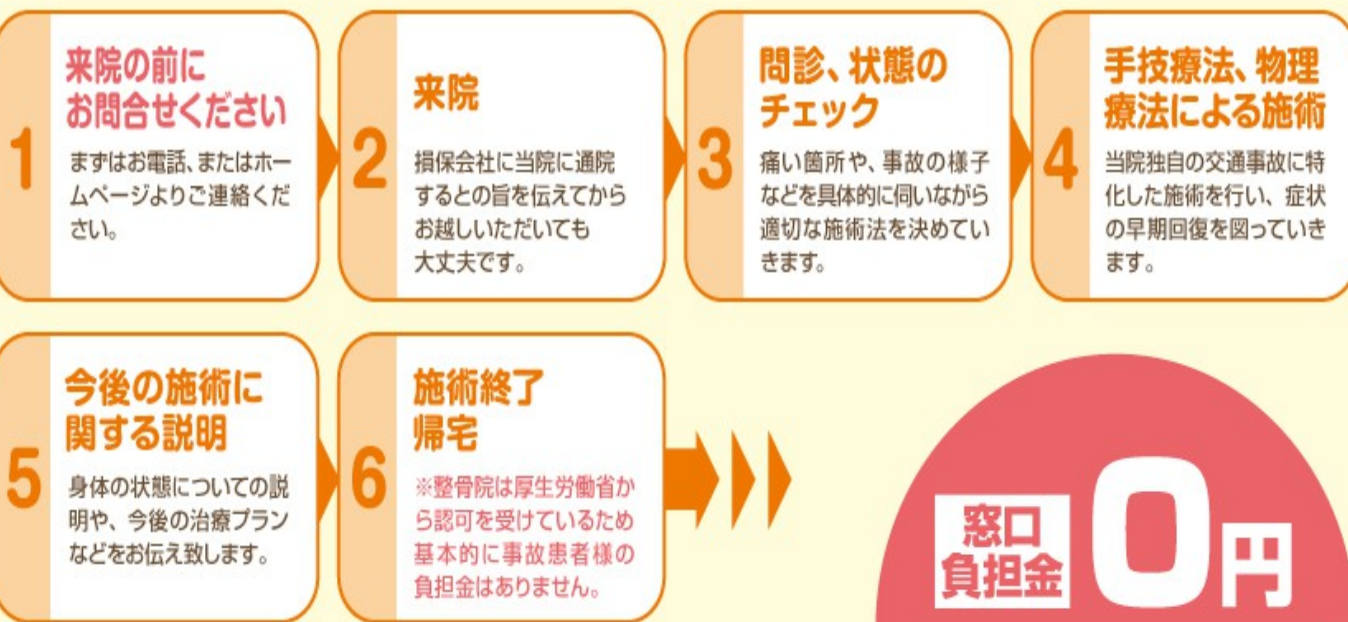 1
来院の前に
お問合せください
まずはお電話、またはホー
ムページよりご連絡くだ
さい。
2
来院
損保会社に当院に通院
するとの旨を伝えてから
お越しいただいても
大丈夫です。
3
問診、状態の
チェック
痛い箇所や、事故の様子
などを具体的に伺いながら
適切な施術法を決めてい
きます。
4
手技療法、物理
療法による施術
当院独自の交通事故に特
化した施術を行い、症状
の早期回復を図っていき
ます。
5
今後の施術に
関する説明
身体の状態についての説
明や、今後の治療プラン
などをお伝え致します。
6
施術終了
帰宅
※整骨院は厚生労働省か
ら認可を受けているため
基本的に事故患者様の
負担金はありません。
窓口
負担金
0円